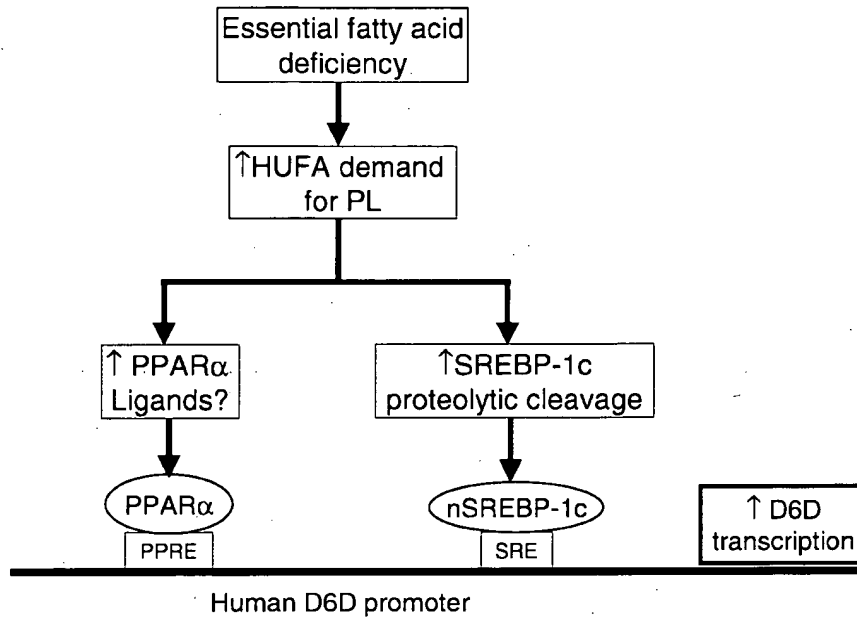 Essential fatty acid
deficiency
↑HUFA demand
for PL
↑ PPARα
Ligands?
↑SREBP-1c
proteolytic cleavage
PPARα
nSREBP-1c
↑ D6D
transcription
PPRE
SRE
Human D6D promoter